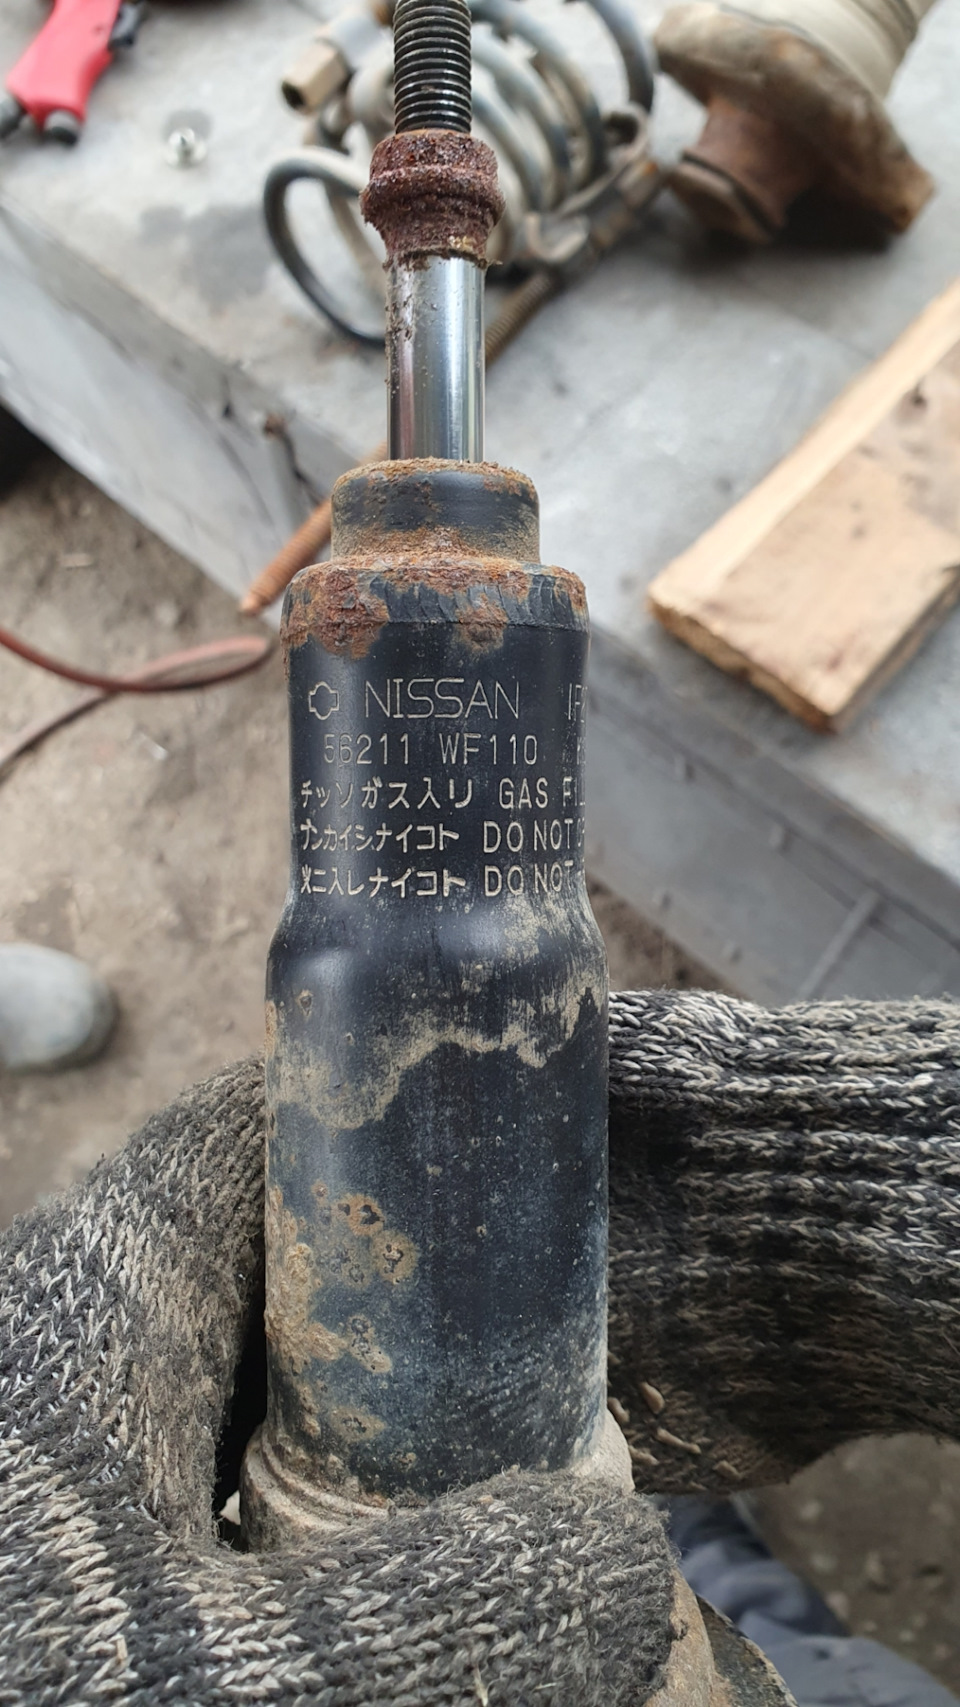 NISSAN
56211 WF110
チッソガス入リ GAS
ブンカイシナイコト DO NOT
火ニ入レナイコト DO NOT